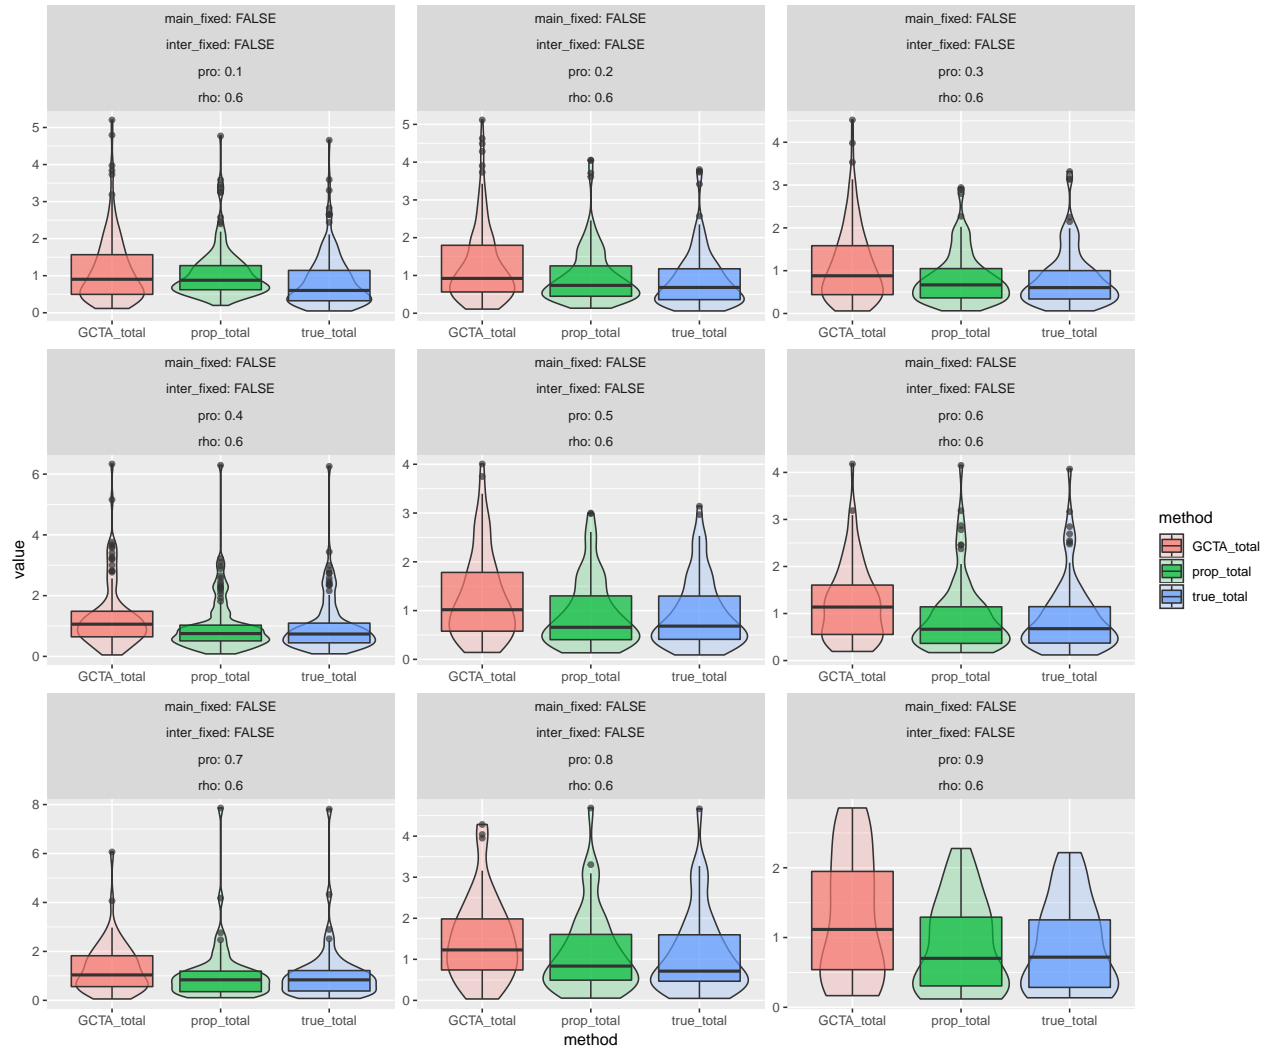 main_fixed: FALSE
inter_fixed: FALSE
pro: 0.1
rho: 0.6
5
4
3
2
1
0
GCTA_total prop_total true_total
main_fixed: FALSE
inter_fixed: FALSE
pro: 0.2
rho: 0.6
5
4
3
2
1
0
GCTA_total prop_total true_total
main_fixed: FALSE
inter_fixed: FALSE
pro: 0.3
rho: 0.6
4
3
2
1
0
GCTA_total prop_total true_total
main_fixed: FALSE
inter_fixed: FALSE
pro: 0.4
rho: 0.6
6
4
2
0
GCTA_total prop_total true_total
main_fixed: FALSE
inter_fixed: FALSE
pro: 0.5
rho: 0.6
4
3
2
1
0
GCTA_total prop_total true_total
main_fixed: FALSE
inter_fixed: FALSE
pro: 0.6
rho: 0.6
4
3
2
1
0
GCTA_total prop_total true_total
main_fixed: FALSE
inter_fixed: FALSE
pro: 0.7
rho: 0.6
8
6
4
2
0
GCTA_total prop_total true_total
main_fixed: FALSE
inter_fixed: FALSE
pro: 0.8
rho: 0.6
4
3
2
1
0
GCTA_total prop_total true_total
main_fixed: FALSE
inter_fixed: FALSE
pro: 0.9
rho: 0.6
2
1
0
GCTA_total prop_total true_total
value
method
method
GCTA_total
prop_total
true_total